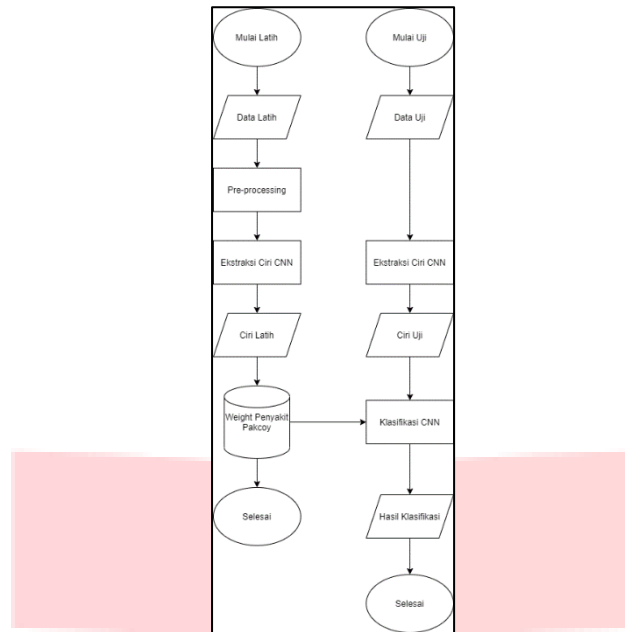 Mulai Latih
Data Latih
Pre-processing
Ekstraksi Ciri CNN
Ciri Latih
Weight Penyakit
Pakcoy
Selesai
Mulai Uji
Data Uji
Ekstraksi Ciri CNN
Ciri Uji
Klasifikasi CNN
Hasil Klasifikasi
Selesai